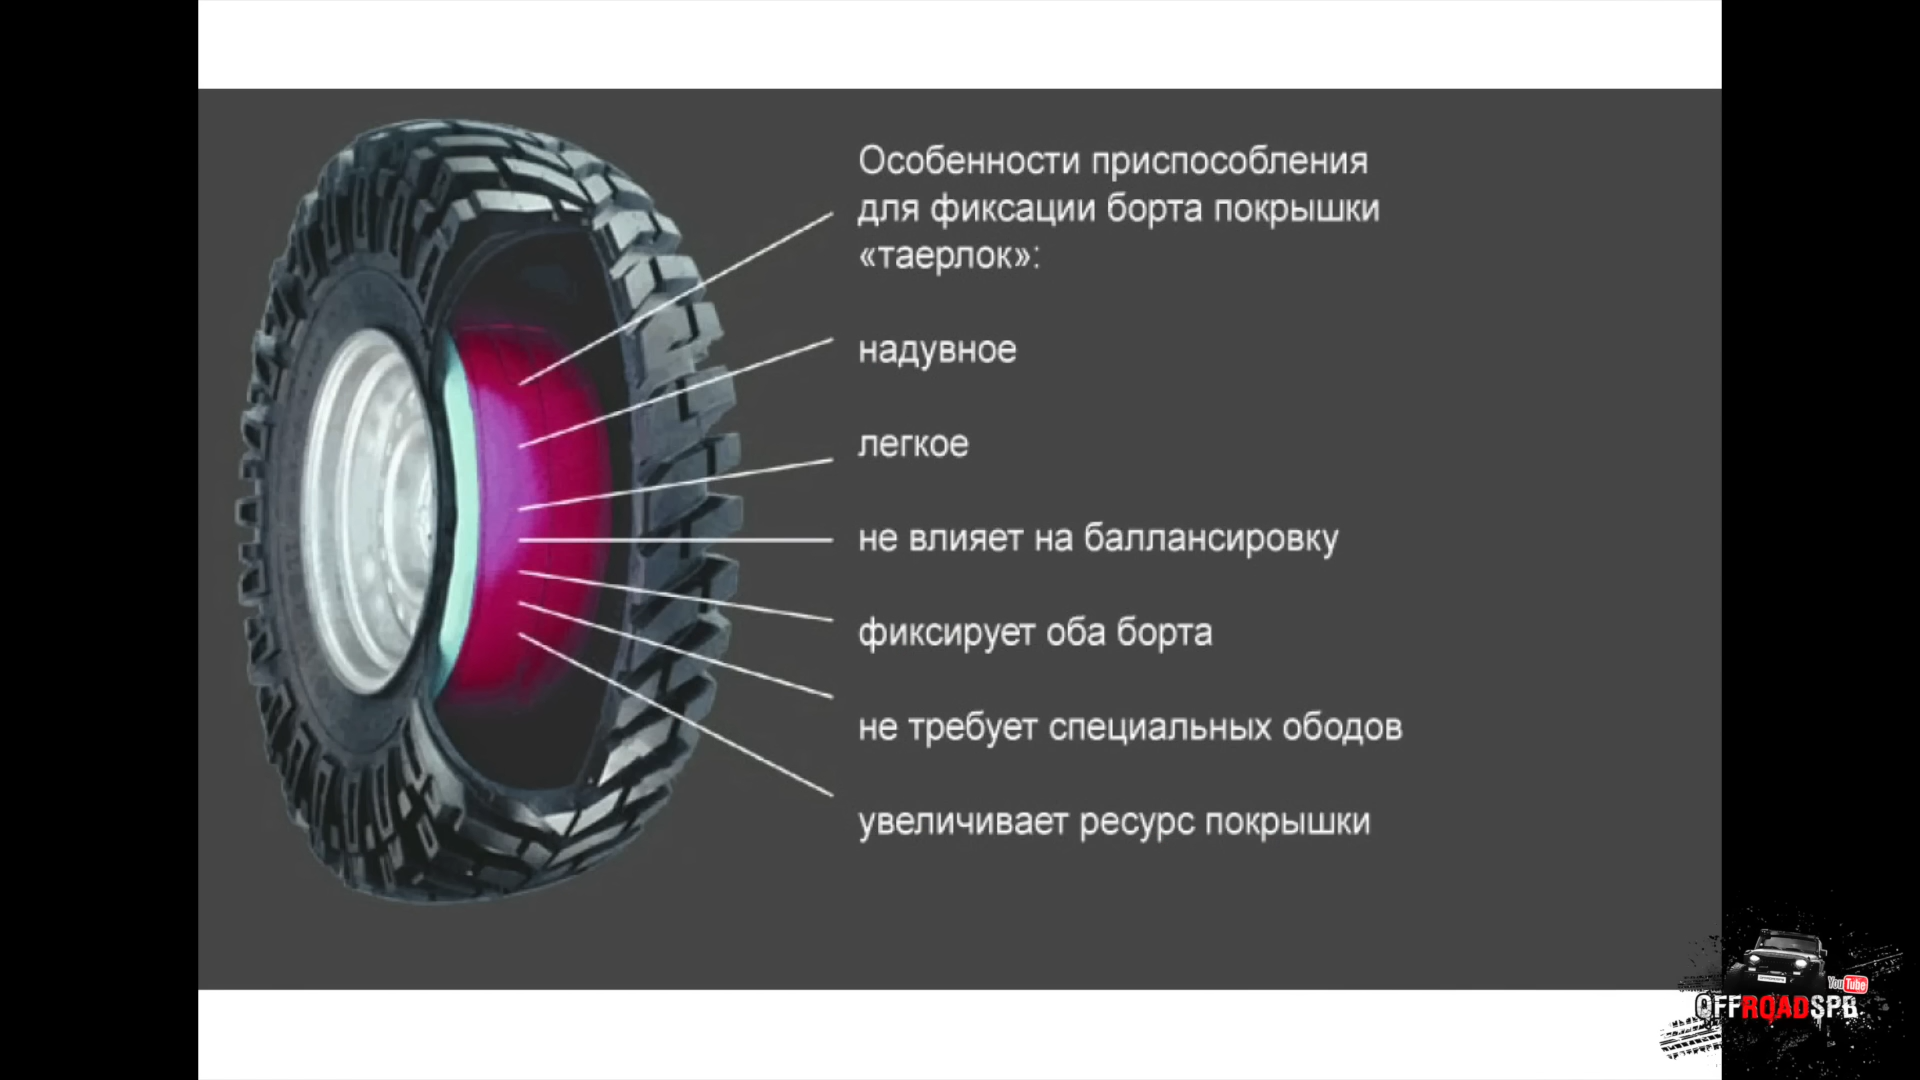 Особенности приспособления
для фиксации борта покрышки
«таерлок»:
надувное
легкое
не влияет на баллансировку
фиксирует оба борта
не требует специальных ободов
увеличивает ресурс покрышки
YouTube
OFFROADSPB